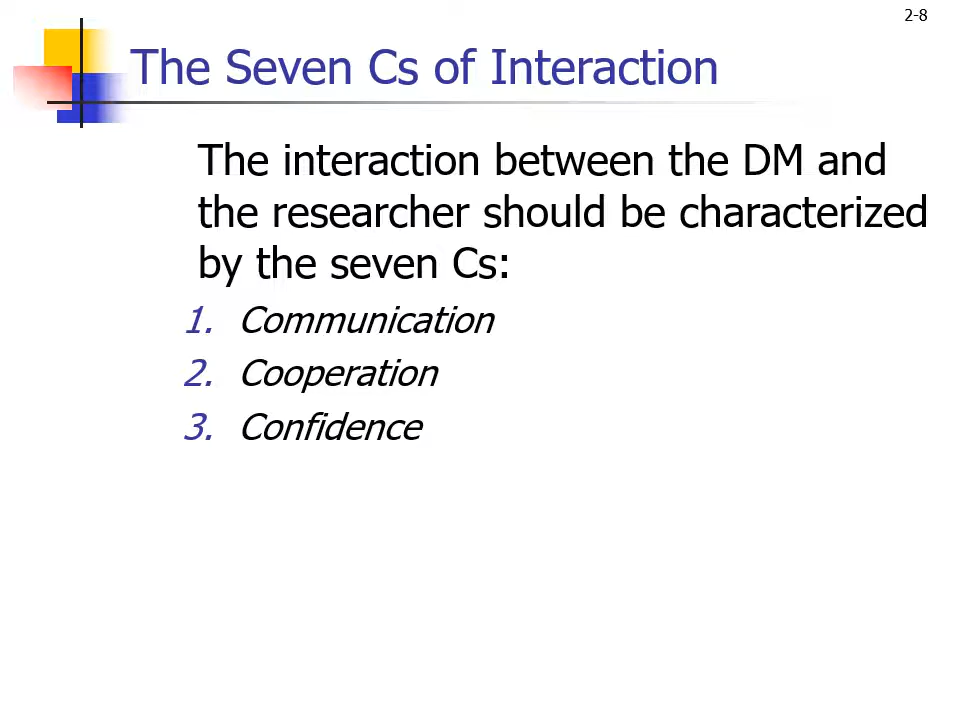 2-8
The Seven Cs of Interaction
The interaction between the DM and
the researcher should be characterized
by the seven Cs:
1. Communication
2. Cooperation
3. Confidence